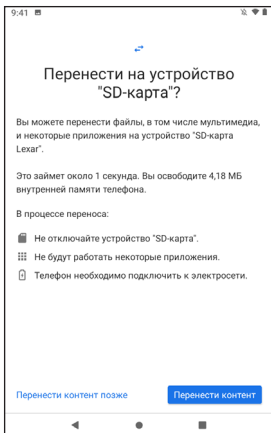 9:41
Перенести на устройство
"SD-карта"?
Вы можете перенести файлы, в том числе мультимедиа,
и некоторые приложения на устройство "SD-карта
Lexar".
Это займет около 1 секунда. Вы освободите 4,18 МБ
внутренней памяти телефона.
В процессе переноса:
Не отключайте устройство "SD-карта".
Не будут работать некоторые приложения.
Телефон необходимо подключить к электросети.
Перенести контент позже
Перенести контент